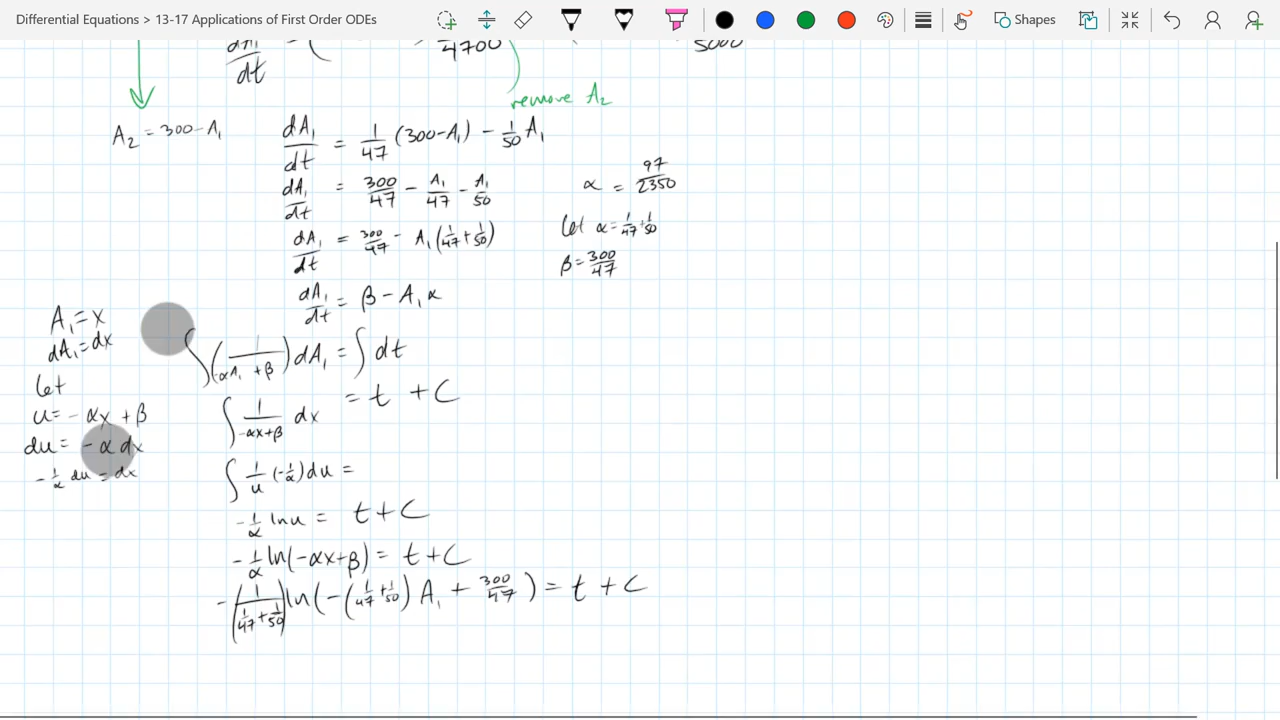 Differential Equations > 13-17 Applications of First Order ODEs
Shapes
dA₁/dt = (
4700
5000
remove A₂
A₂ = 300 - A₁
dA₁/dt = 1/47 (300 - A₁) - 1/50 A₁
dA₁/dt = 300/47 - A₁/47 - A₁/50
α = 97/2350
dA₁/dt = 300/47 - A₁(1/47 + 1/50)
Let α = 1/47 + 1/50
β = 300/47
dA₁/dt = β - A₁α
A₁ = x
dA₁ = dx
Let
u = -αx + β
du = -α dx
-1/α du = dx
∫(1/(-αA₁ + β)) dA₁ = ∫ dt
∫ 1/(-αx+β) dx = t + C
∫ 1/u (-1/α) du =
-1/α ln u = t + C
-1/α ln(-αx+β) = t + C
-(1/(1/47 + 1/50)) ln(-(1/47 + 1/50) A₁ + 300/47) = t + C